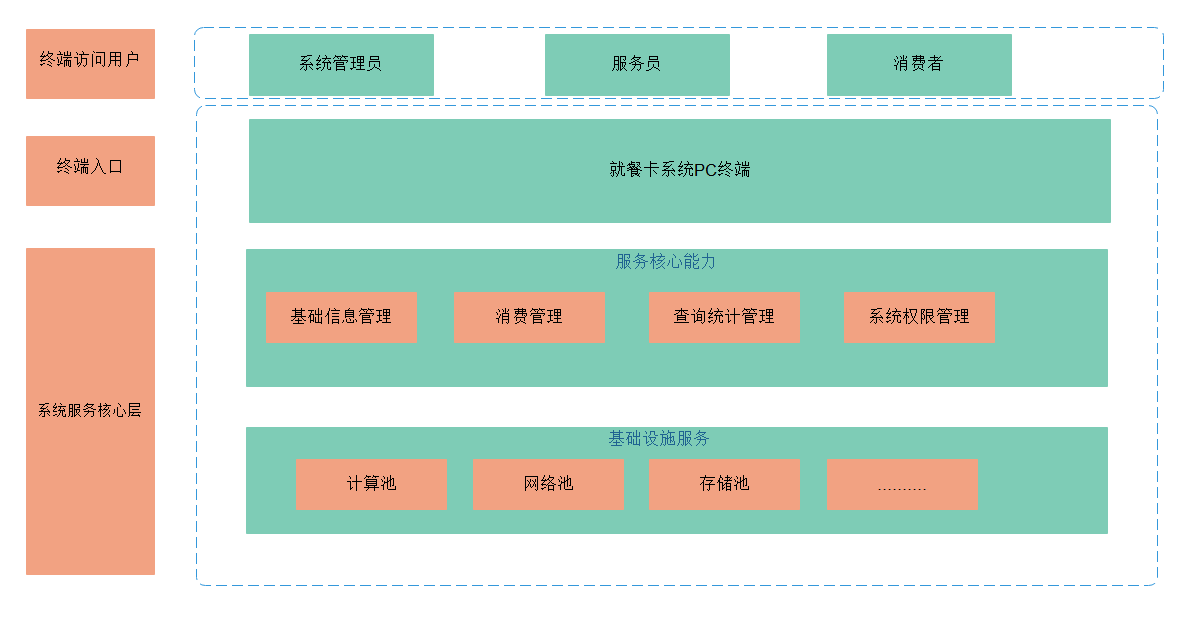 终端访问用户
系统管理员
服务员
消费者
终端入口
就餐卡系统PC终端
系统服务核心层
服务核心能力
基础信息管理
消费管理
查询统计管理
系统权限管理
基础设施服务
计算池
网络池
存储池
..........